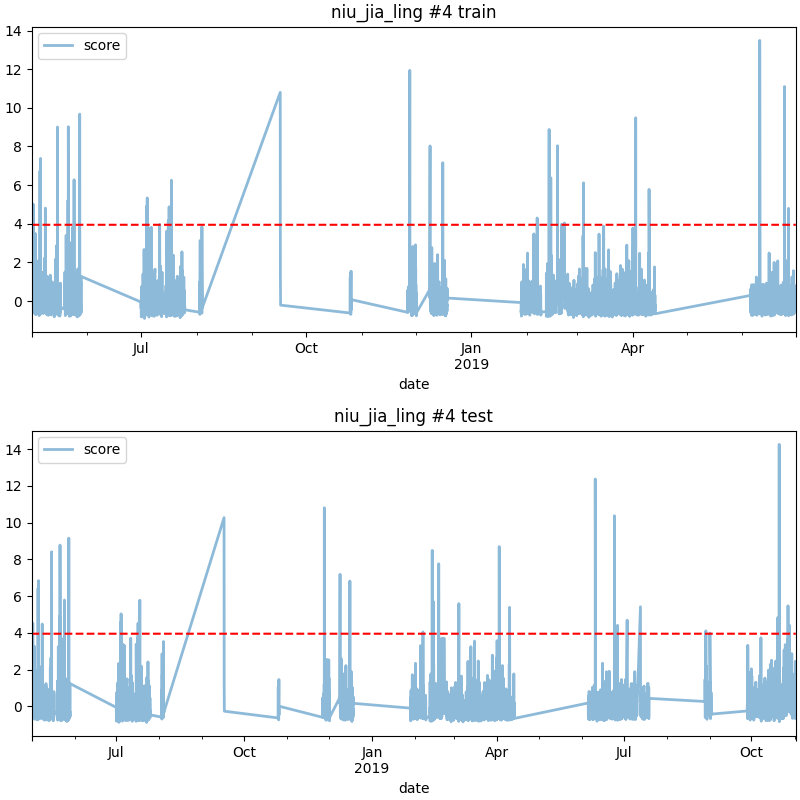 niu_jia_ling #4 train
score
14
12
10
8
6
4
2
0
Jul
Oct
Jan
2019
Apr
date
niu_jia_ling #4 test
score
14
12
10
8
6
4
2
0
Jul
Oct
Jan
2019
Apr
Jul
Oct
date